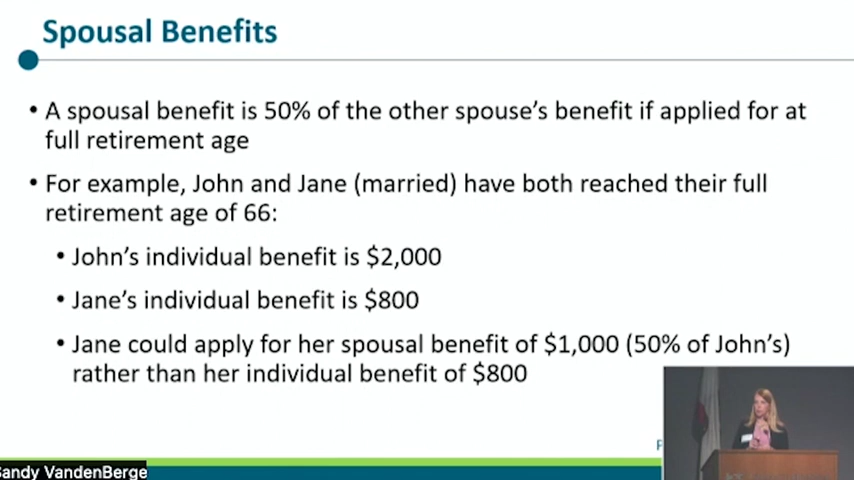 Spousal Benefits
• A spousal benefit is 50% of the other spouse's benefit if applied for at
full retirement age
• For example, John and Jane (married) have both reached their full
retirement age of 66:
• John's individual benefit is $2,000
• Jane's individual benefit is $800
• Jane could apply for her spousal benefit of $1,000 (50% of John's)
rather than her individual benefit of $800
Sandy VandenBerge